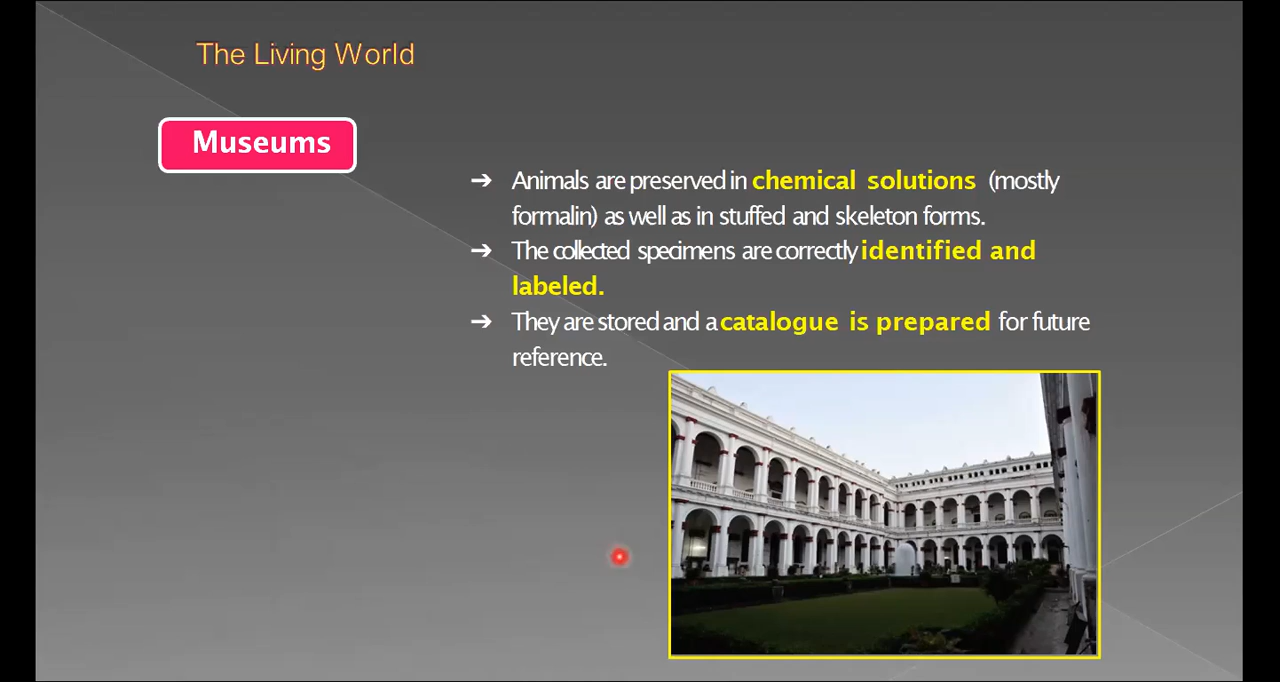 The Living World
Museums
➔ Animals are preserved in chemical solutions (mostly
formalin) as well as in stuffed and skeleton forms.
➔ The collected specimens are correctly identified and
labeled.
➔ They are stored and a catalogue is prepared for future
reference.